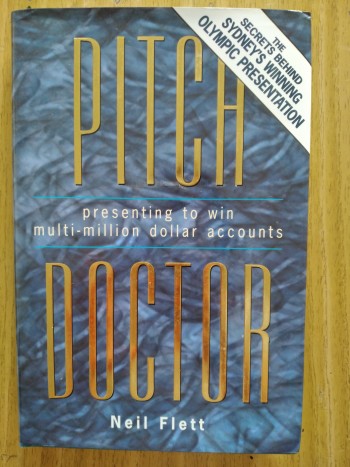 THE
SECRETS BEHIND
SYDNEY'S WINNING
OLYMPIC PRESENTATION
PITCH
presenting to win
multi-million dollar accounts
DOCTOR
Neil Flett